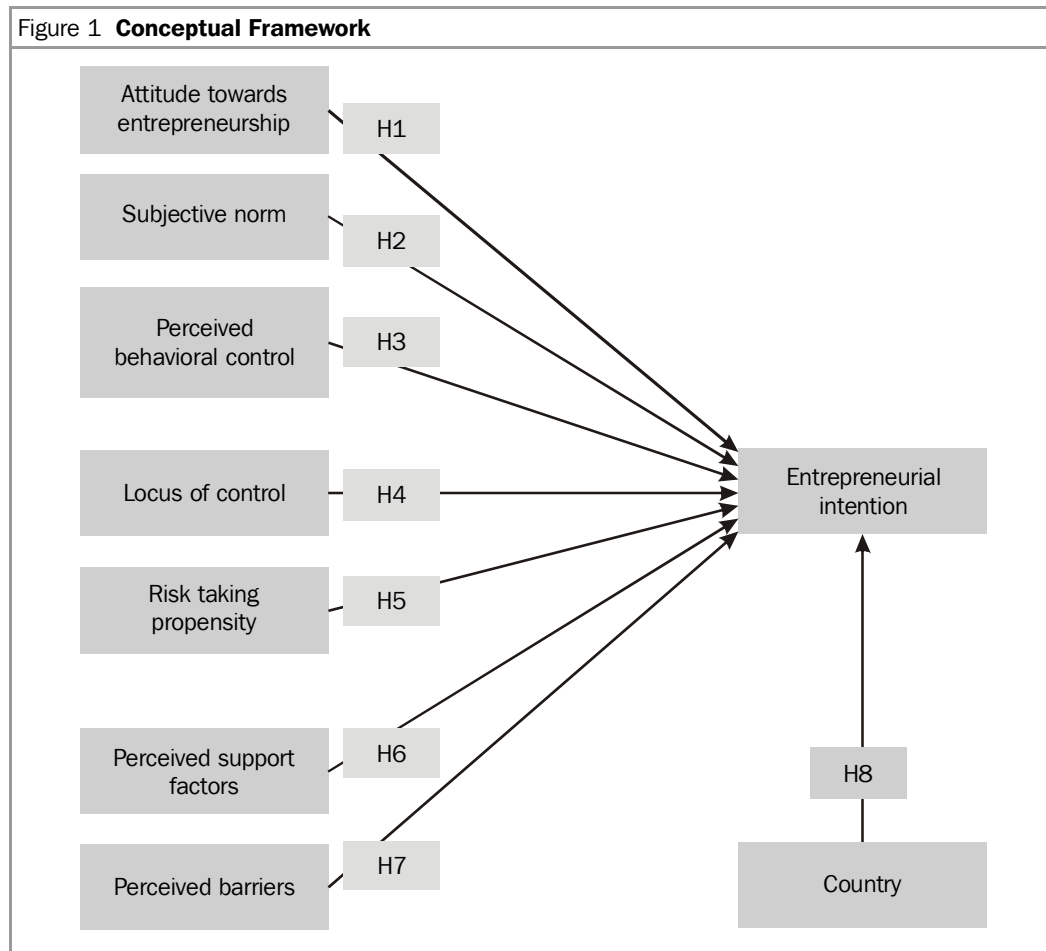 Figure 1 Conceptual Framework
Attitude towards
entrepreneurship
H1
Subjective norm
H2
Perceived
behavioral control
H3
Locus of control
H4
Risk taking
propensity
H5
Perceived support
factors
H6
Perceived barriers
H7
Entrepreneurial
intention
H8
Country